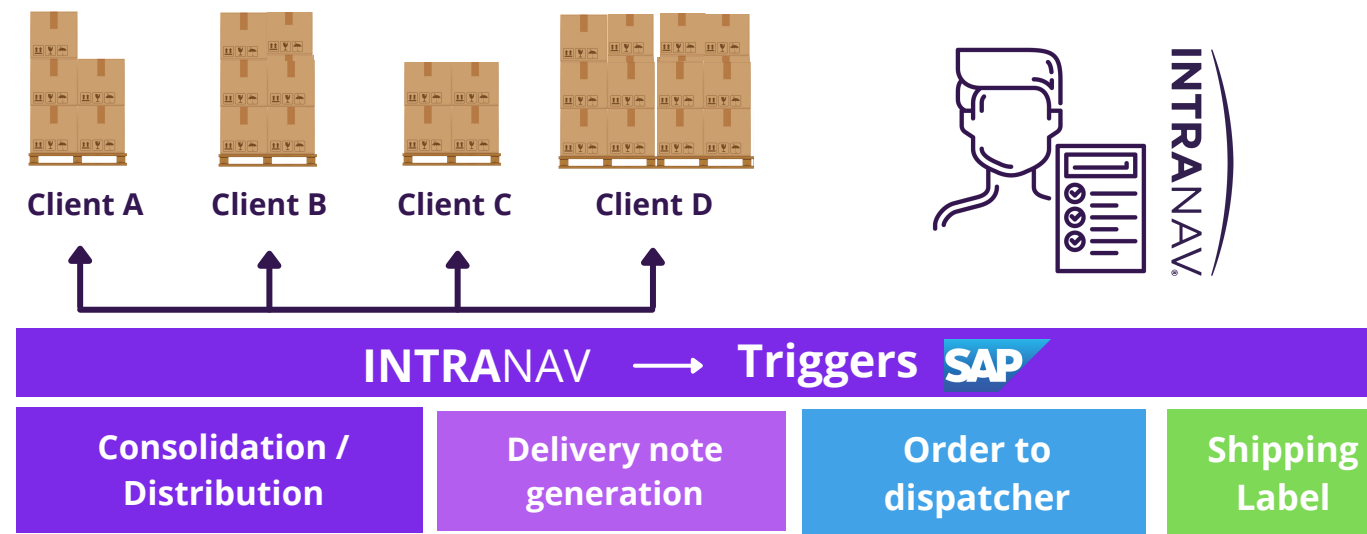 Client A
Client B
Client C
Client D
INTRANAV®
INTRANAV
Triggers SAP
Consolidation /
Distribution
Delivery note
generation
Order to
dispatcher
Shipping
Label